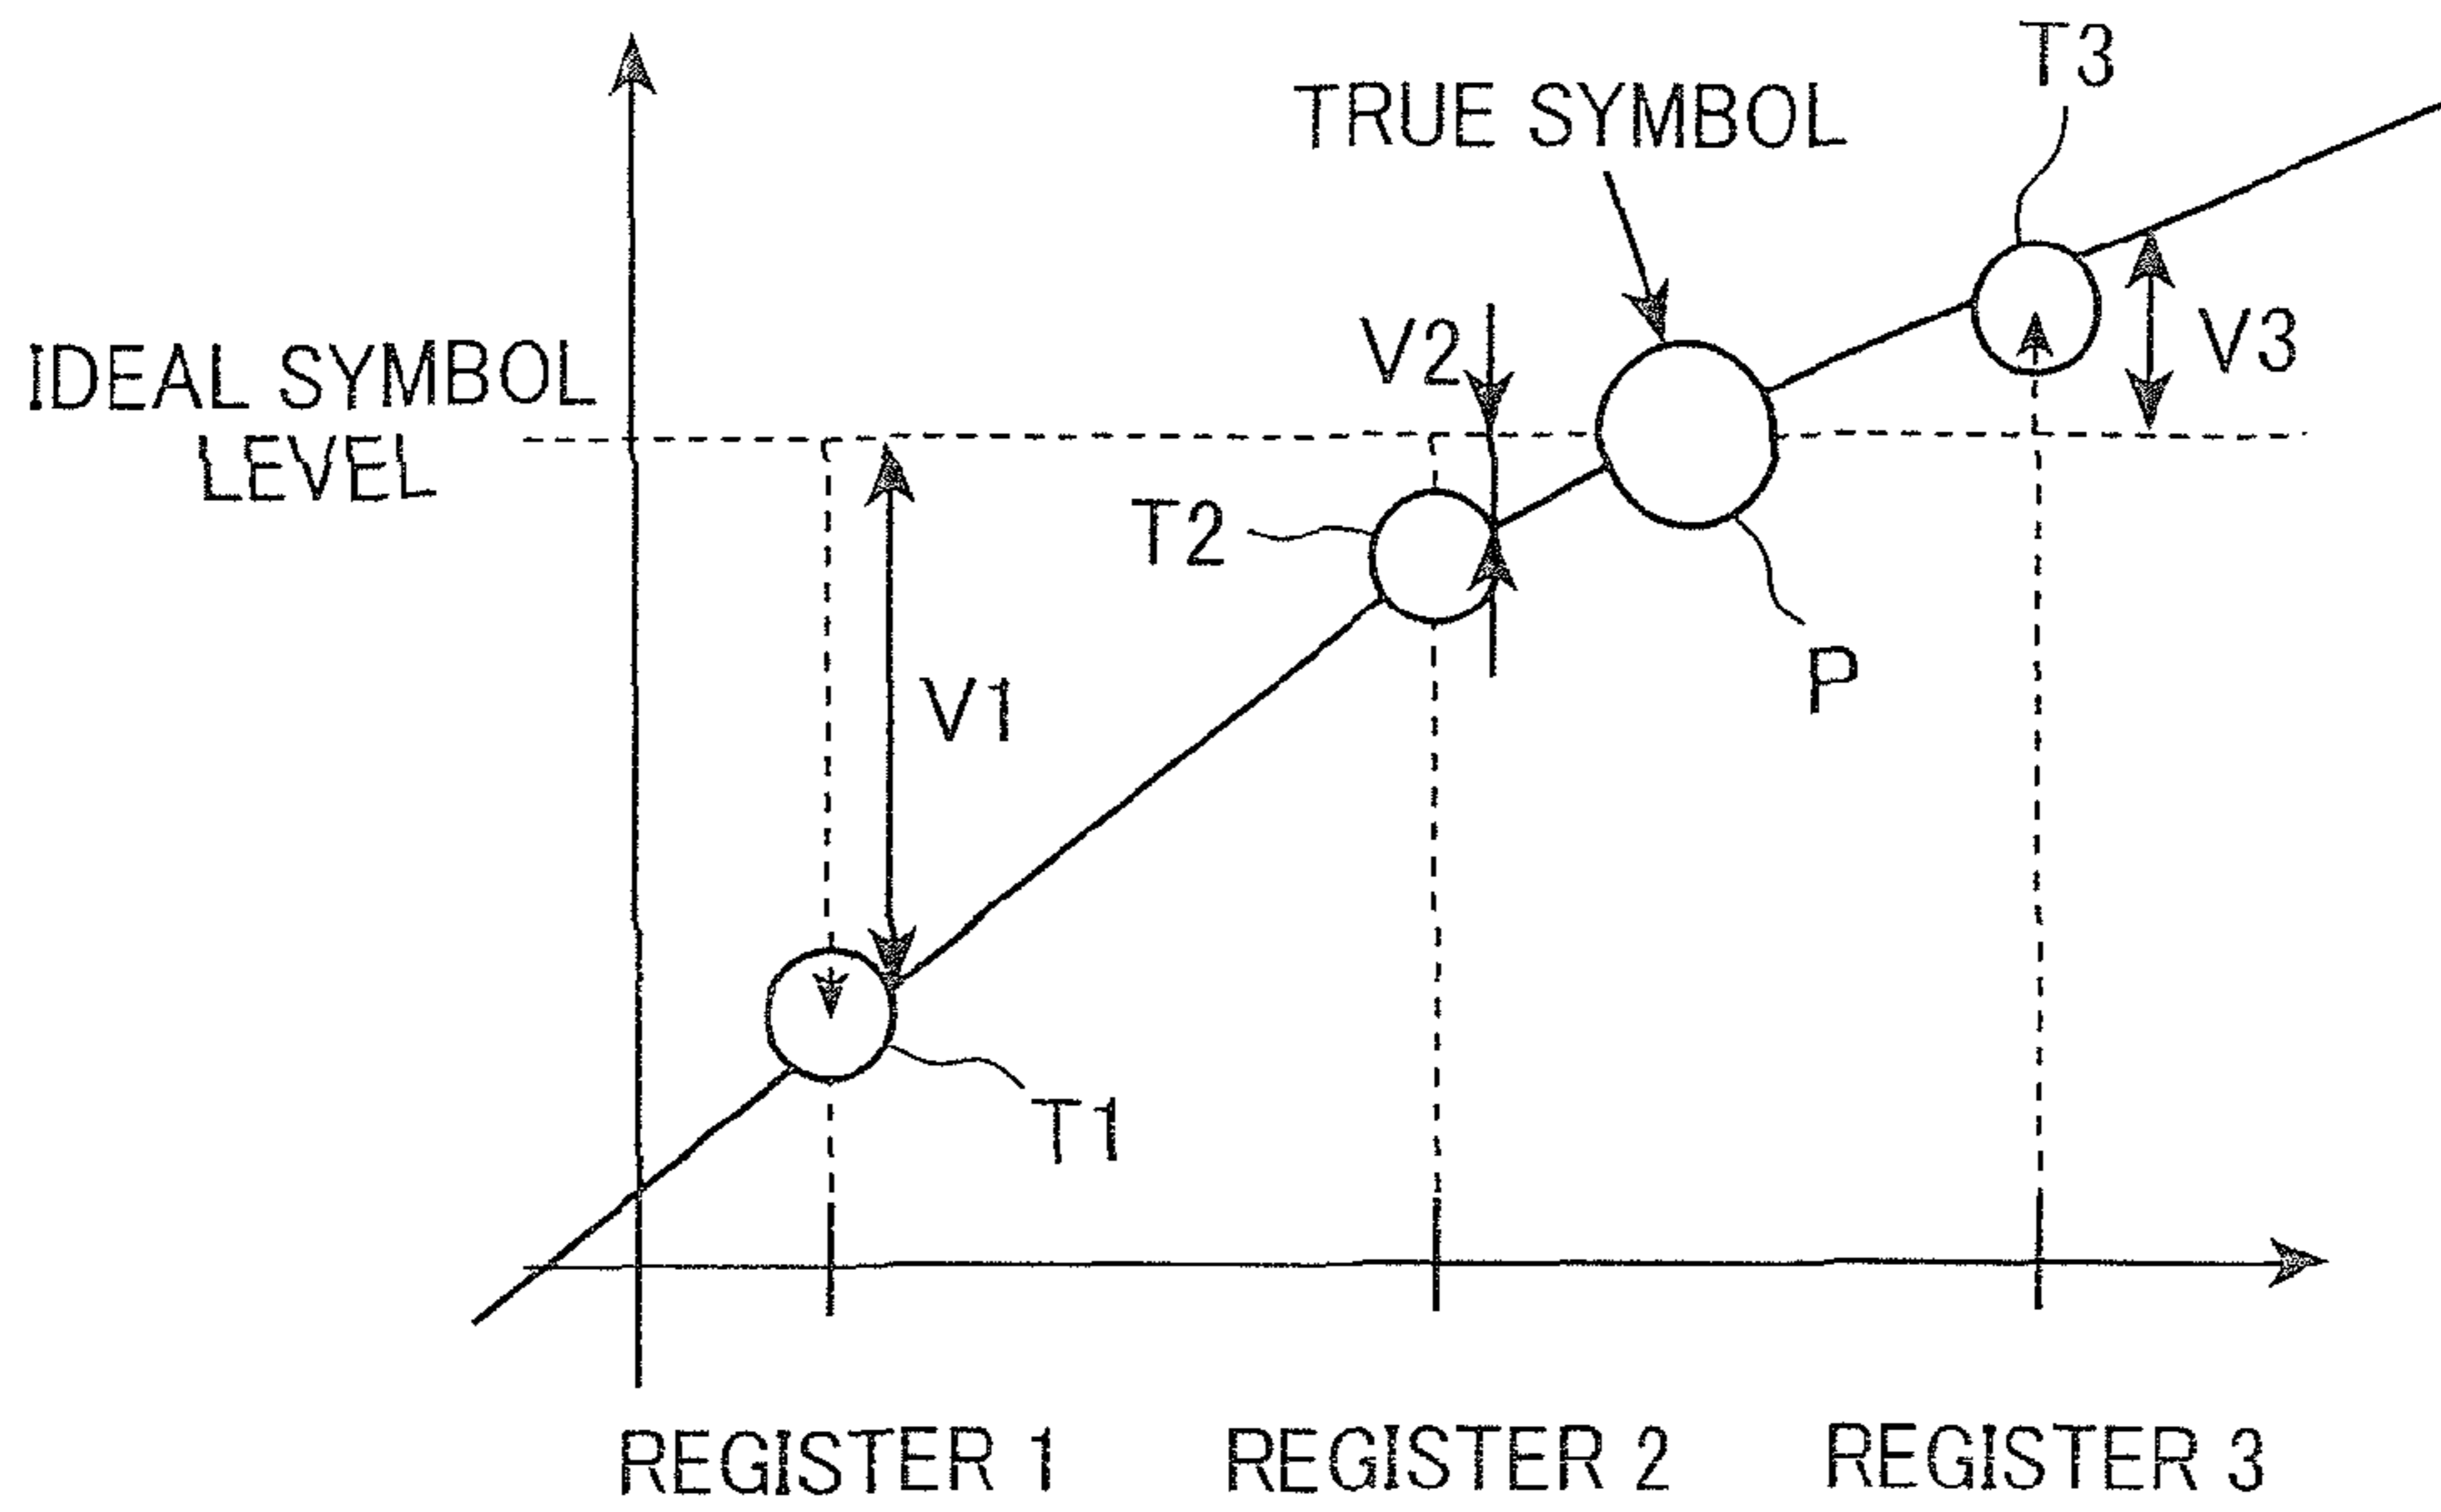 T3
TRUE SYMBOL
IDEAL SYMBOL
LEVEL
V2
V3
T2
P
V1
T1
REGISTER 1
REGISTER 2
REGISTER 3